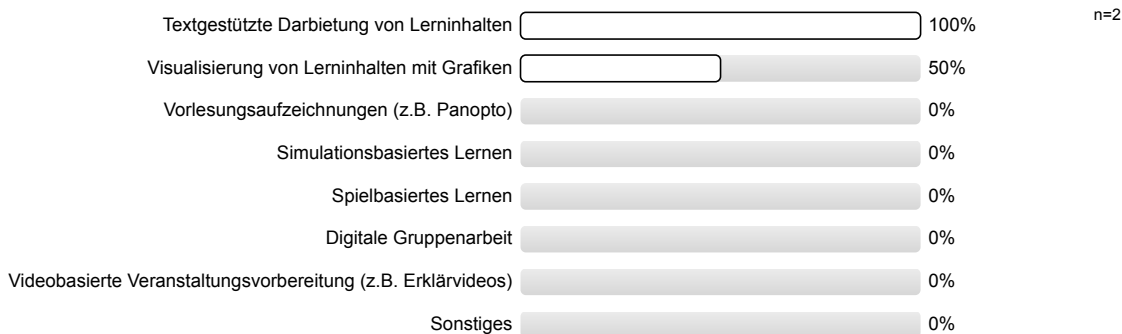 Textgestützte Darbietung von Lerninhalten 100% n=2
Visualisierung von Lerninhalten mit Grafiken 50%
Vorlesungsaufzeichnungen (z.B. Panopto) 0%
Simulationsbasiertes Lernen 0%
Spielbasiertes Lernen 0%
Digitale Gruppenarbeit 0%
Videobasierte Veranstaltungsvorbereitung (z.B. Erklärvideos) 0%
Sonstiges 0%